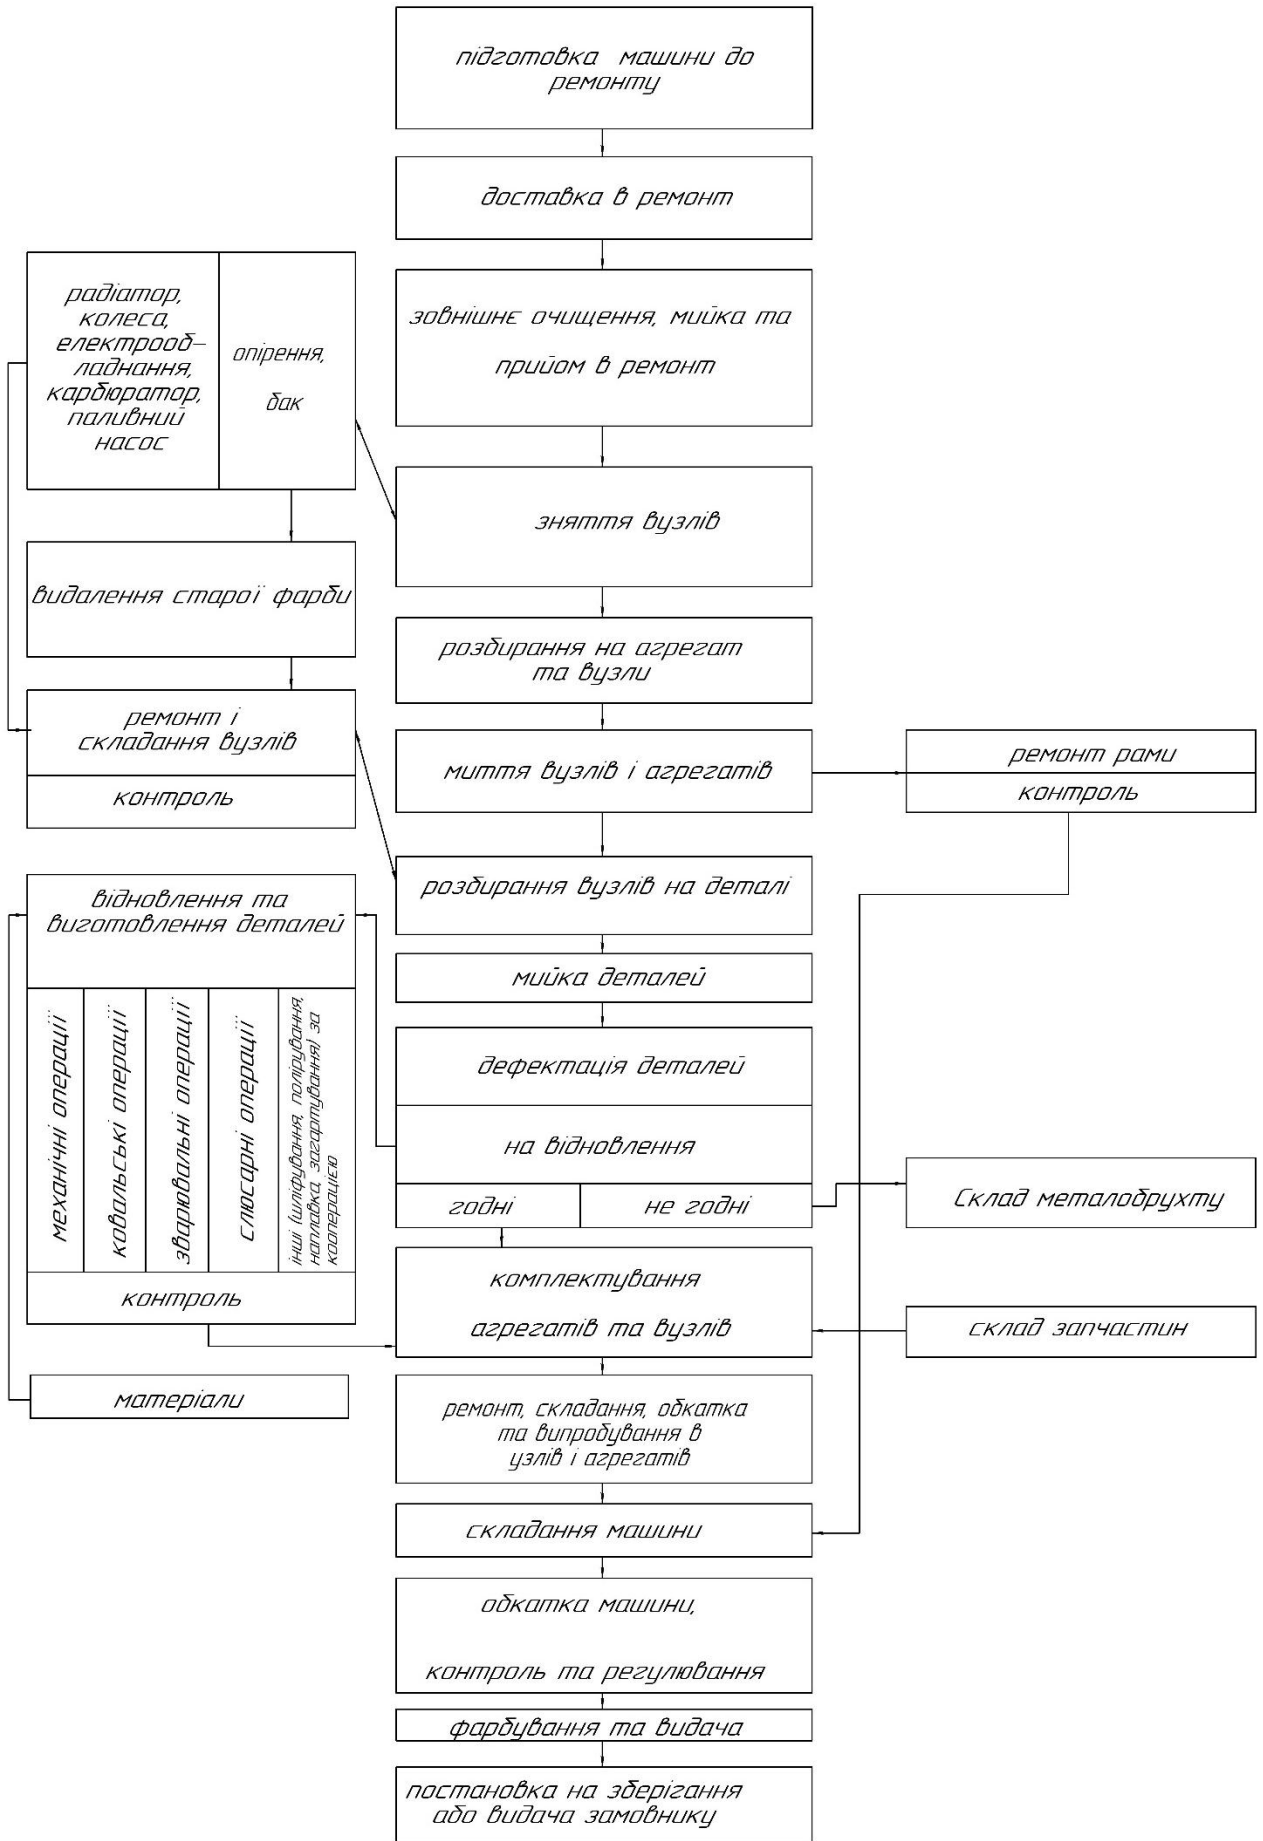 підготовка машини до
ремонту
доставка в ремонт
зовнішнє очищення, мийка та
прийом в ремонт
радіатор,
колеса,
електрооб-
ладнання,
карбюратор,
паливний
насос
опірення,
бак
зняття вузлів
видалення старої фарби
розбирання на агрегат
та вузли
ремонт і
складання вузлів
контроль
миття вузлів і агрегатів
ремонт рами
контроль
розбирання вузлів на деталі
відновлення та
виготовлення деталей
мийка деталей
механічні операції
ковальські операції
зварювальні операції
слюсарні операції
інші (шліфування, полірування,
наплавка, загартування) за
кооперацією
контроль
дефектація деталей
на відновлення
годні
не годні
Склад металобрухту
комплектування
агрегатів та вузлів
склад запчастин
матеріали
ремонт, складання, обкатка
та випробування в
узлів і агрегатів
складання машини
обкатка машини,
контроль та регулювання
фарбування та видача
постановка на зберігання
або видача замовнику